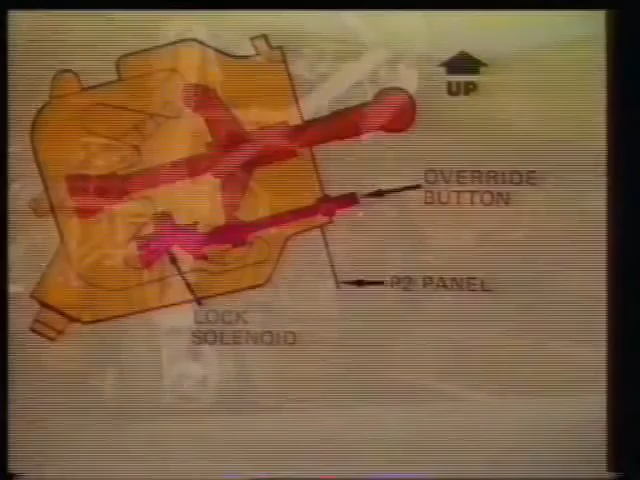 UP
OVERRIDE
BUTTON
P2 PANEL
LOCK
SOLENOID